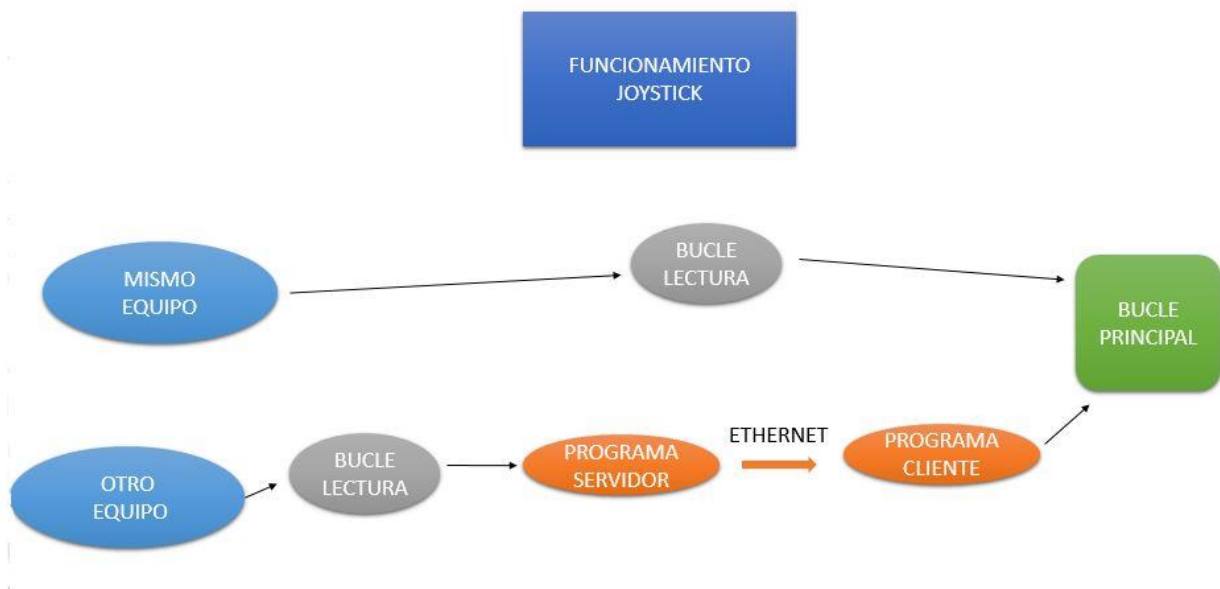 FUNCIONAMIENTO
JOYSTICK
MISMO
EQUIPO
BUCLE
LECTURA
BUCLE
PRINCIPAL
OTRO
EQUIPO
BUCLE
LECTURA
PROGRAMA
SERVIDOR
ETHERNET
PROGRAMA
CLIENTE